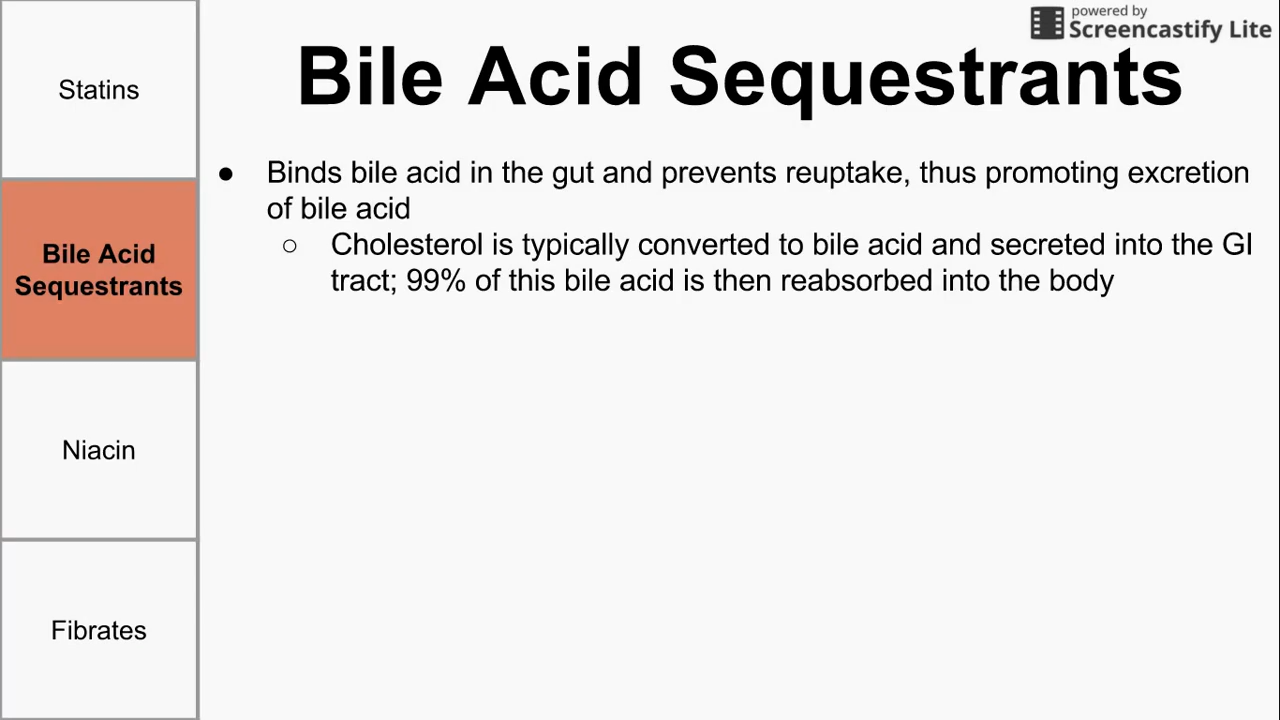 powered by
Screencastify Lite
Bile Acid Sequestrants
Statins
Bile Acid
Sequestrants
Niacin
Fibrates
● Binds bile acid in the gut and prevents reuptake, thus promoting excretion
of bile acid
○ Cholesterol is typically converted to bile acid and secreted into the GI
tract; 99% of this bile acid is then reabsorbed into the body